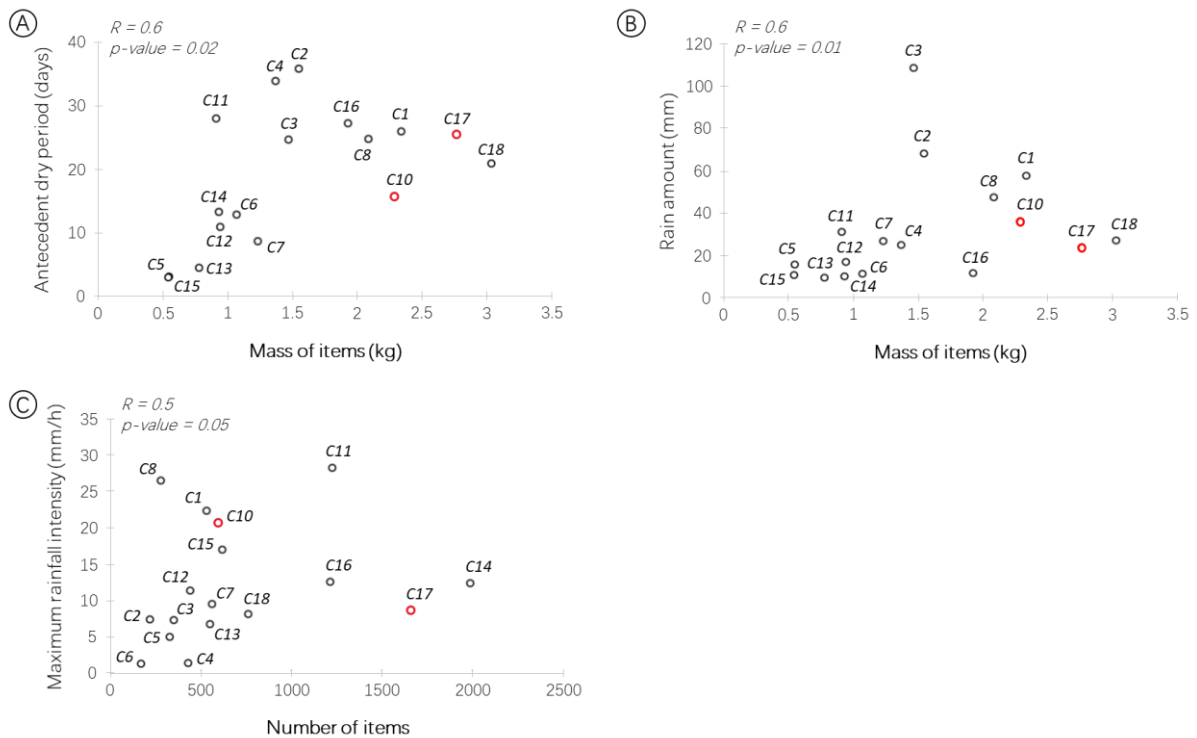 A
R = 0.6
p-value = 0.02
Antecedent dry period (days)
40
30
20
10
0
C2
C4
C11
C16
C1
C17
C3
C8
C18
C10
C14
C6
C12
C7
C5
C13
C15
0 0.5 1 1.5 2 2.5 3 3.5
Mass of items (kg)
B
R = 0.6
p-value = 0.01
Rain amount (mm)
120
100
80
60
40
20
0
C3
C2
C1
C8
C10
C11
C7
C4
C17
C18
C5
C12
C16
C15
C13
C6
C14
0 0.5 1 1.5 2 2.5 3 3.5
Mass of items (kg)
C
R = 0.5
p-value = 0.05
Maximum rainfall intensity (mm/h)
35
30
25
20
15
10
5
0
C11
C8
C1
C10
C15
C16
C14
C12
C7
C18
C17
C2
C3
C5
C13
C6
C4
0 500 1000 1500 2000 2500
Number of items